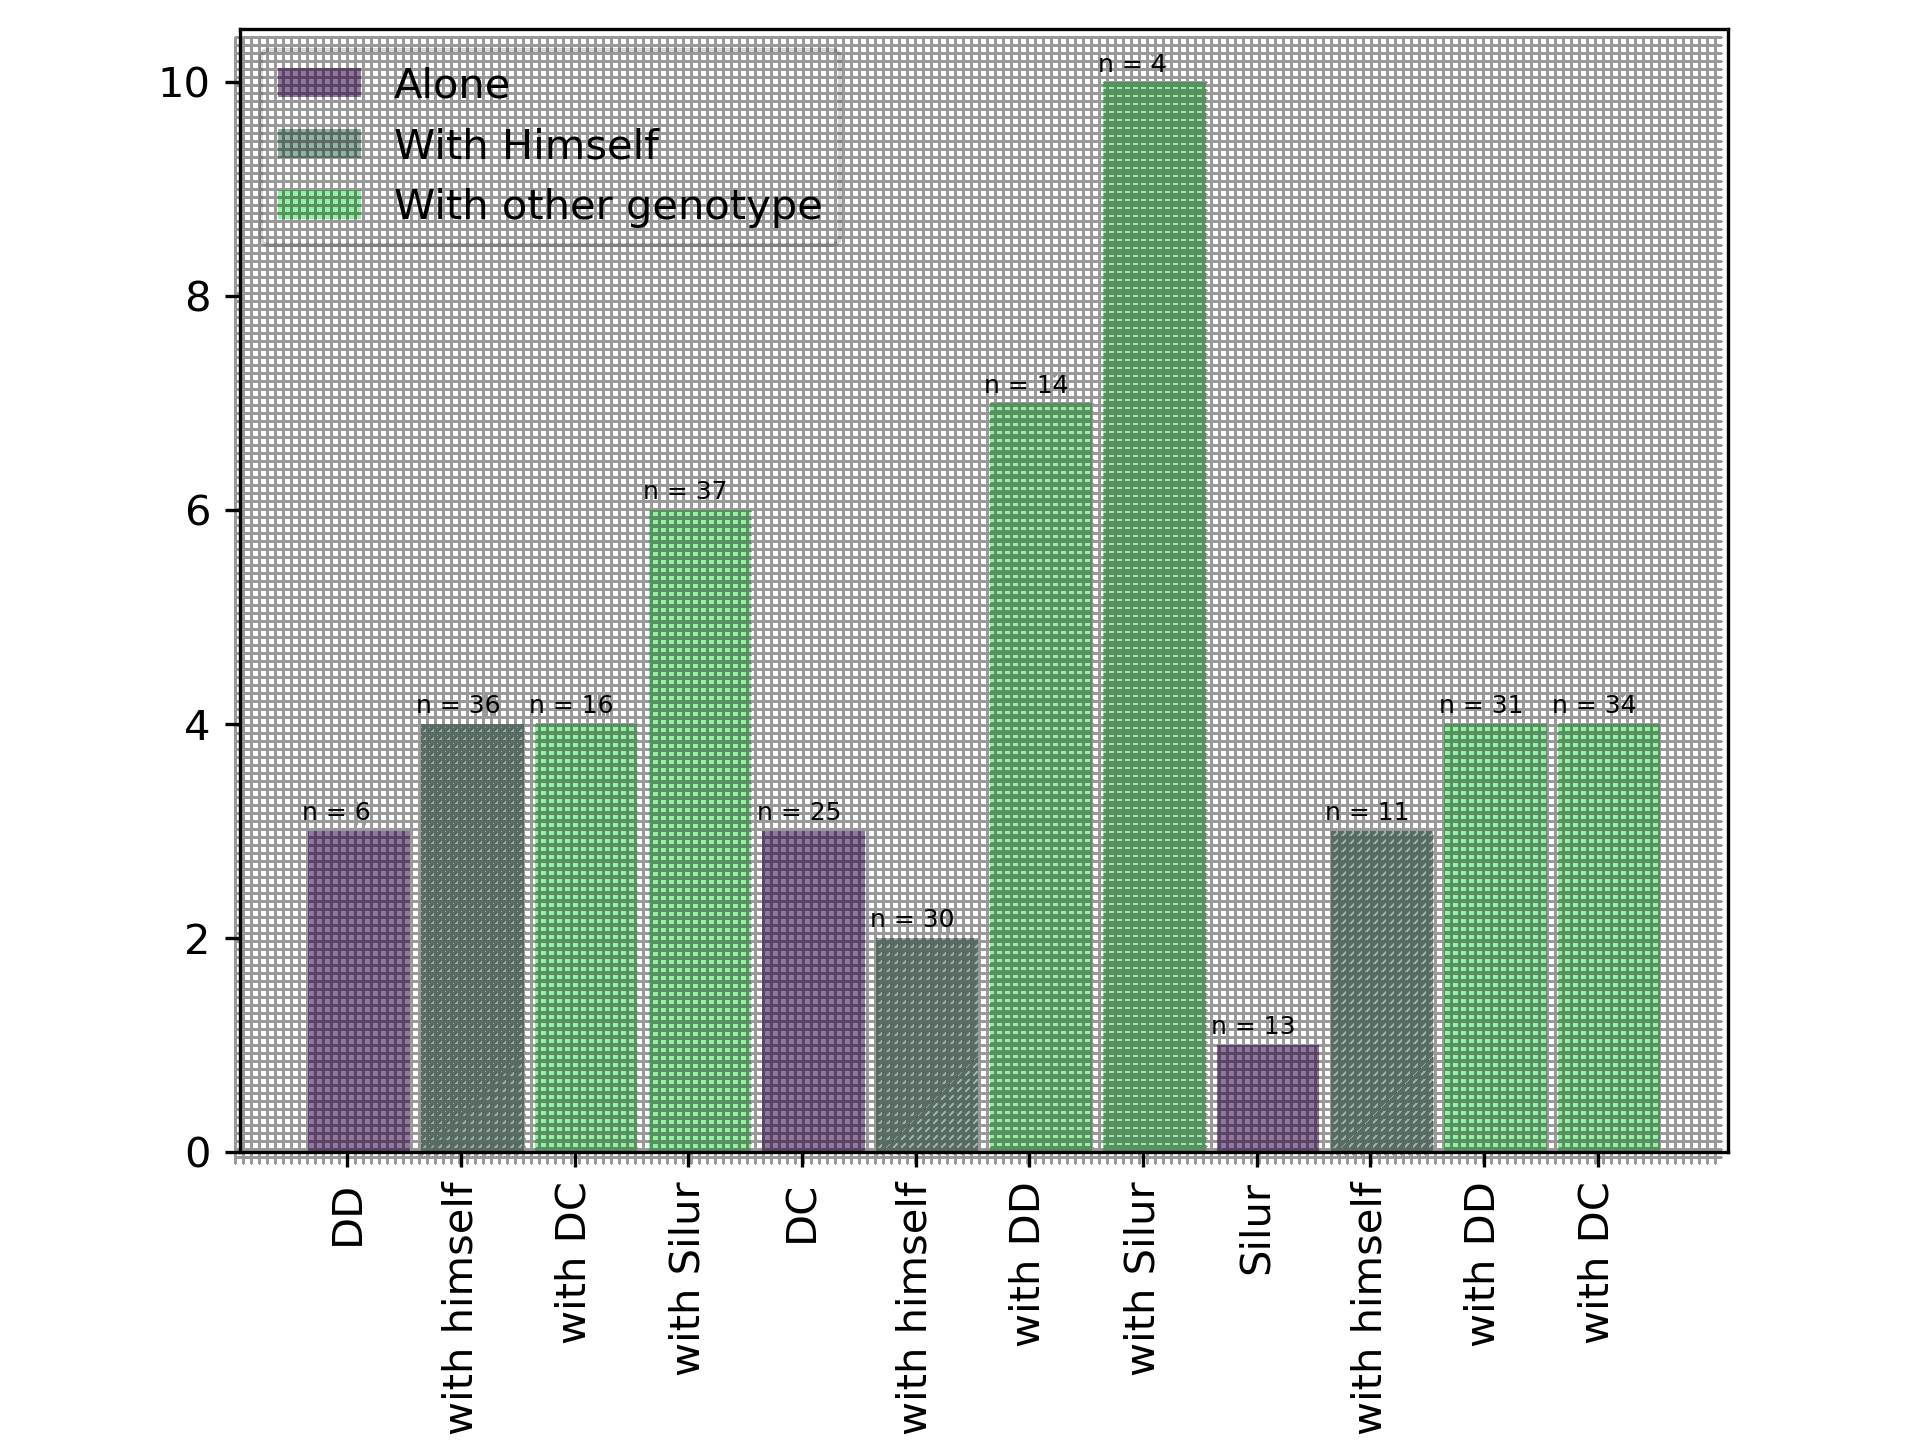 Alone
With Himself
With other genotype
10
8
6
4
2
0
n = 6
n = 36
n = 16
n = 37
n = 25
n = 30
n = 14
n = 4
n = 13
n = 11
n = 31
n = 34
DD
with himself
with DC
with Silur
DC
with himself
with DD
with Silur
Silur
with himself
with DD
with DC